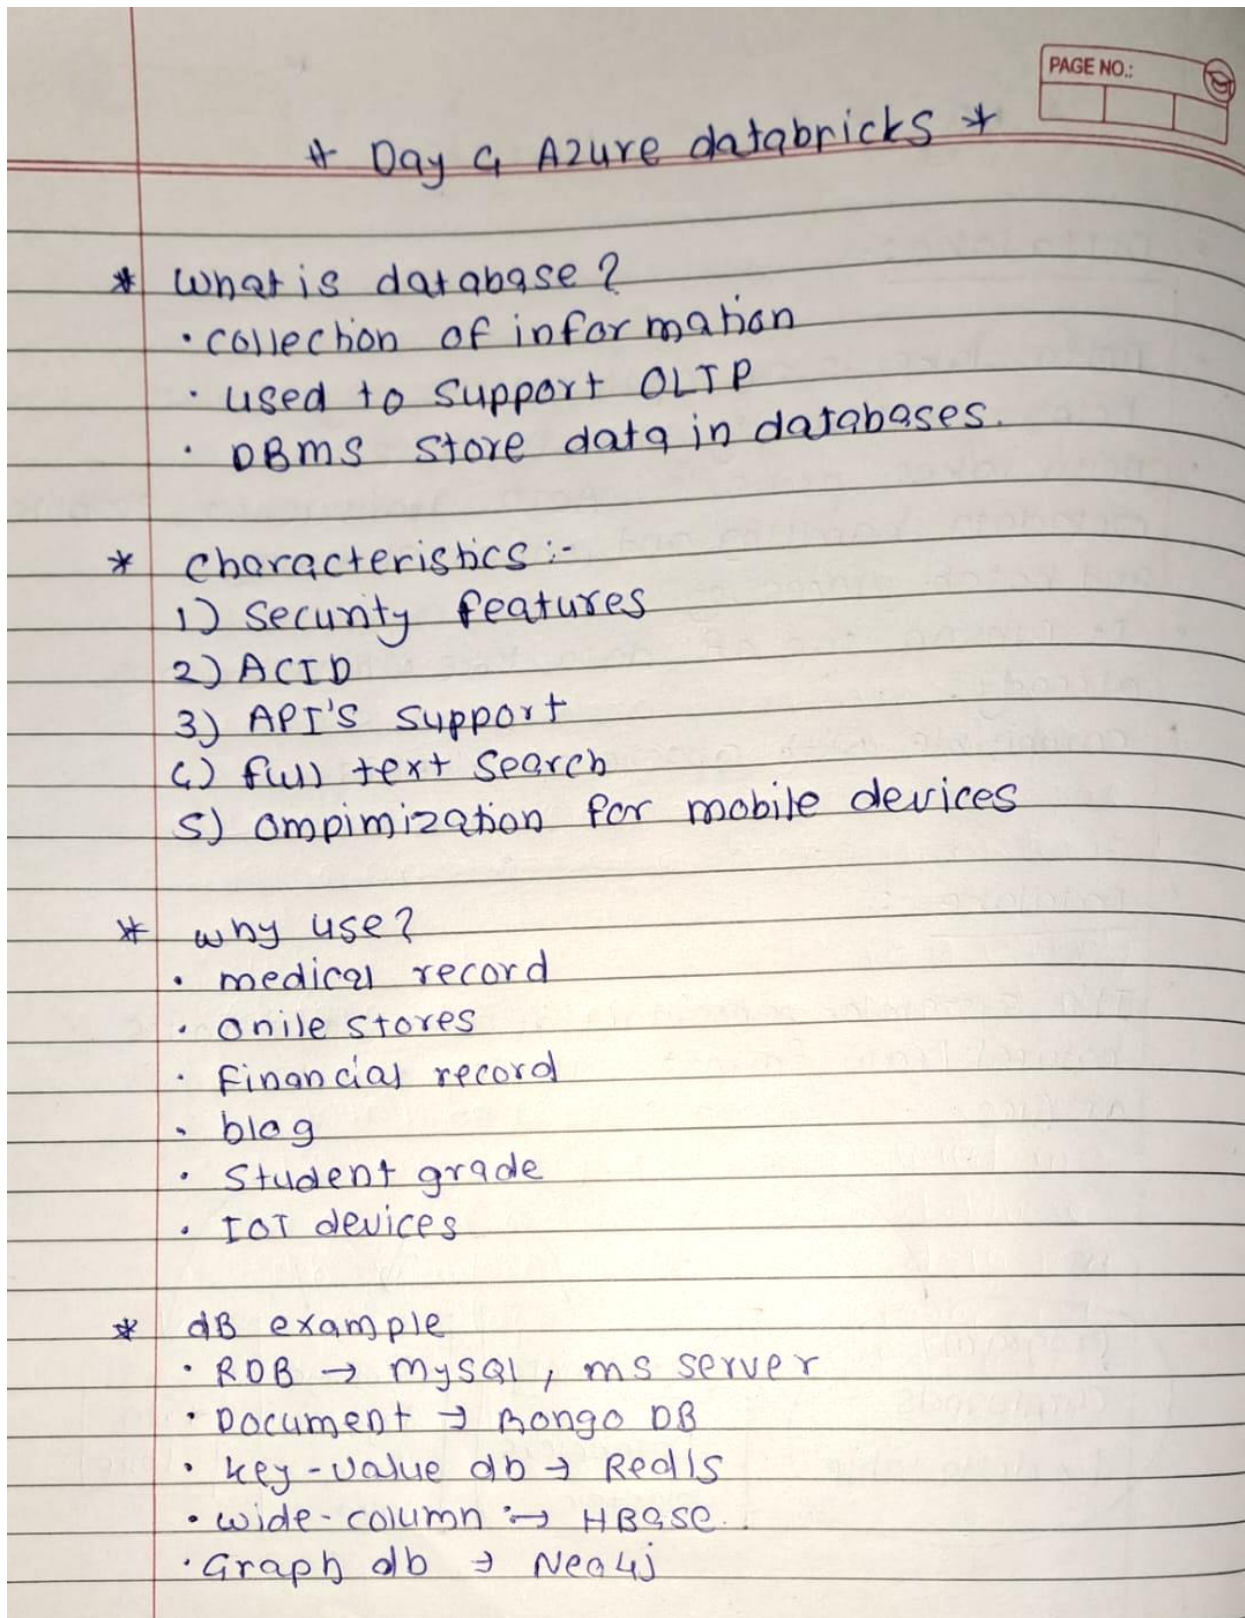 PAGE NO.:
* Day 4 Azure databricks *
* what is database?
• collection of information
• used to support OLTP
• DBMS store data in databases.
* characteristics :-
1) Security features
2) ACID
3) API'S Support
4) full text Search
5) ompimization for mobile devices
* why use?
• medical record
• onile stores
• Financial record
• blog
• Student grade
• IOT devices
* dB example
• RDB → MySQL, ms server
• Document → Mongo DB
• key-value db → Redis
• wide-column :→ HBase..
• Graph db → Neo4j